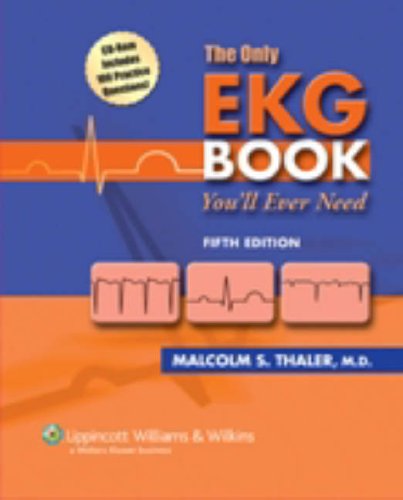 CD-Rom
Includes
100 Practice
Questions!
The Only
EKG
BOOK
You'll Ever Need
FIFTH EDITION
MALCOLM S. THALER, M.D.
Lippincott Williams & Wilkins
a Wolters Kluwer business